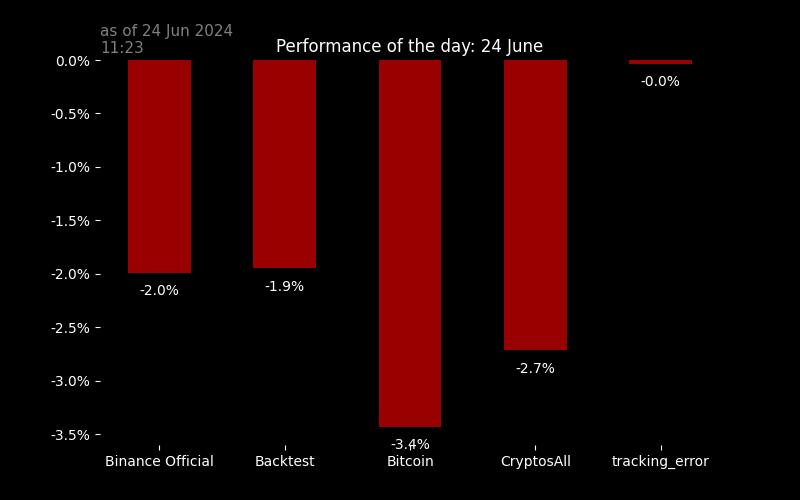 as of 24 Jun 2024
11:23
Performance of the day: 24 June
0.0%
-0.5%
-1.0%
-1.5%
-2.0%
-2.5%
-3.0%
-3.5%
-2.0%
-1.9%
-3.4%
-2.7%
-0.0%
Binance Official
Backtest
Bitcoin
CryptosAll
tracking_error